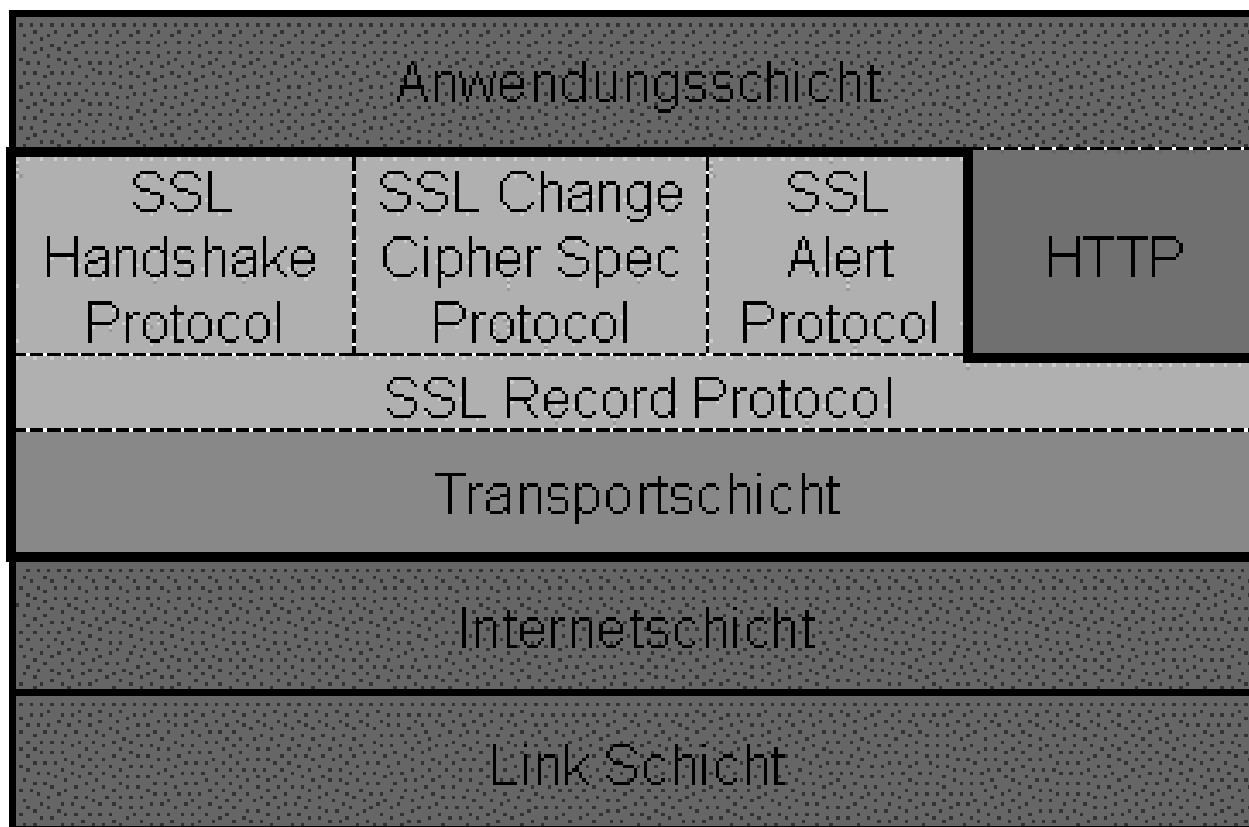 Anwendungsschicht
SSL
Handshake
Protocol
SSL Change
Cipher Spec
Protocol
SSL
Alert
Protocol
HTTP
SSL Record Protocol
Transportschicht
Internetschicht
Link Schicht